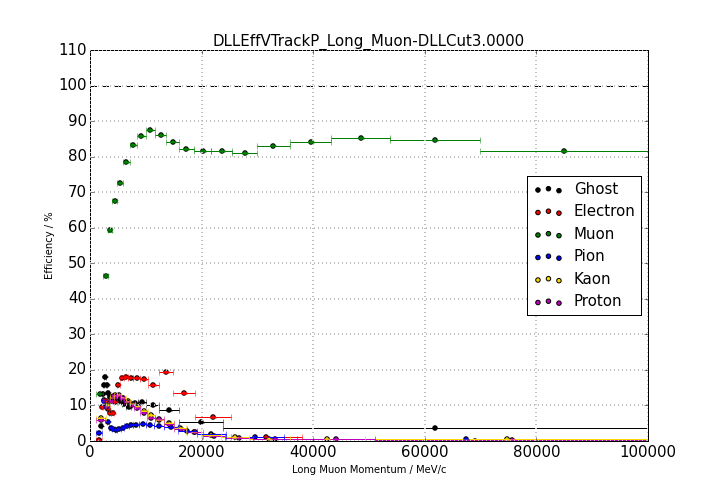 DLLEffVTrackP_Long_Muon-DLLCut3.0000
110
100
90
80
70
60
50
40
30
20
10
0
Efficiency / %
Ghost
Electron
Muon
Pion
Kaon
Proton
0 20000 40000 60000 80000 100000
Long Muon Momentum / MeV/c